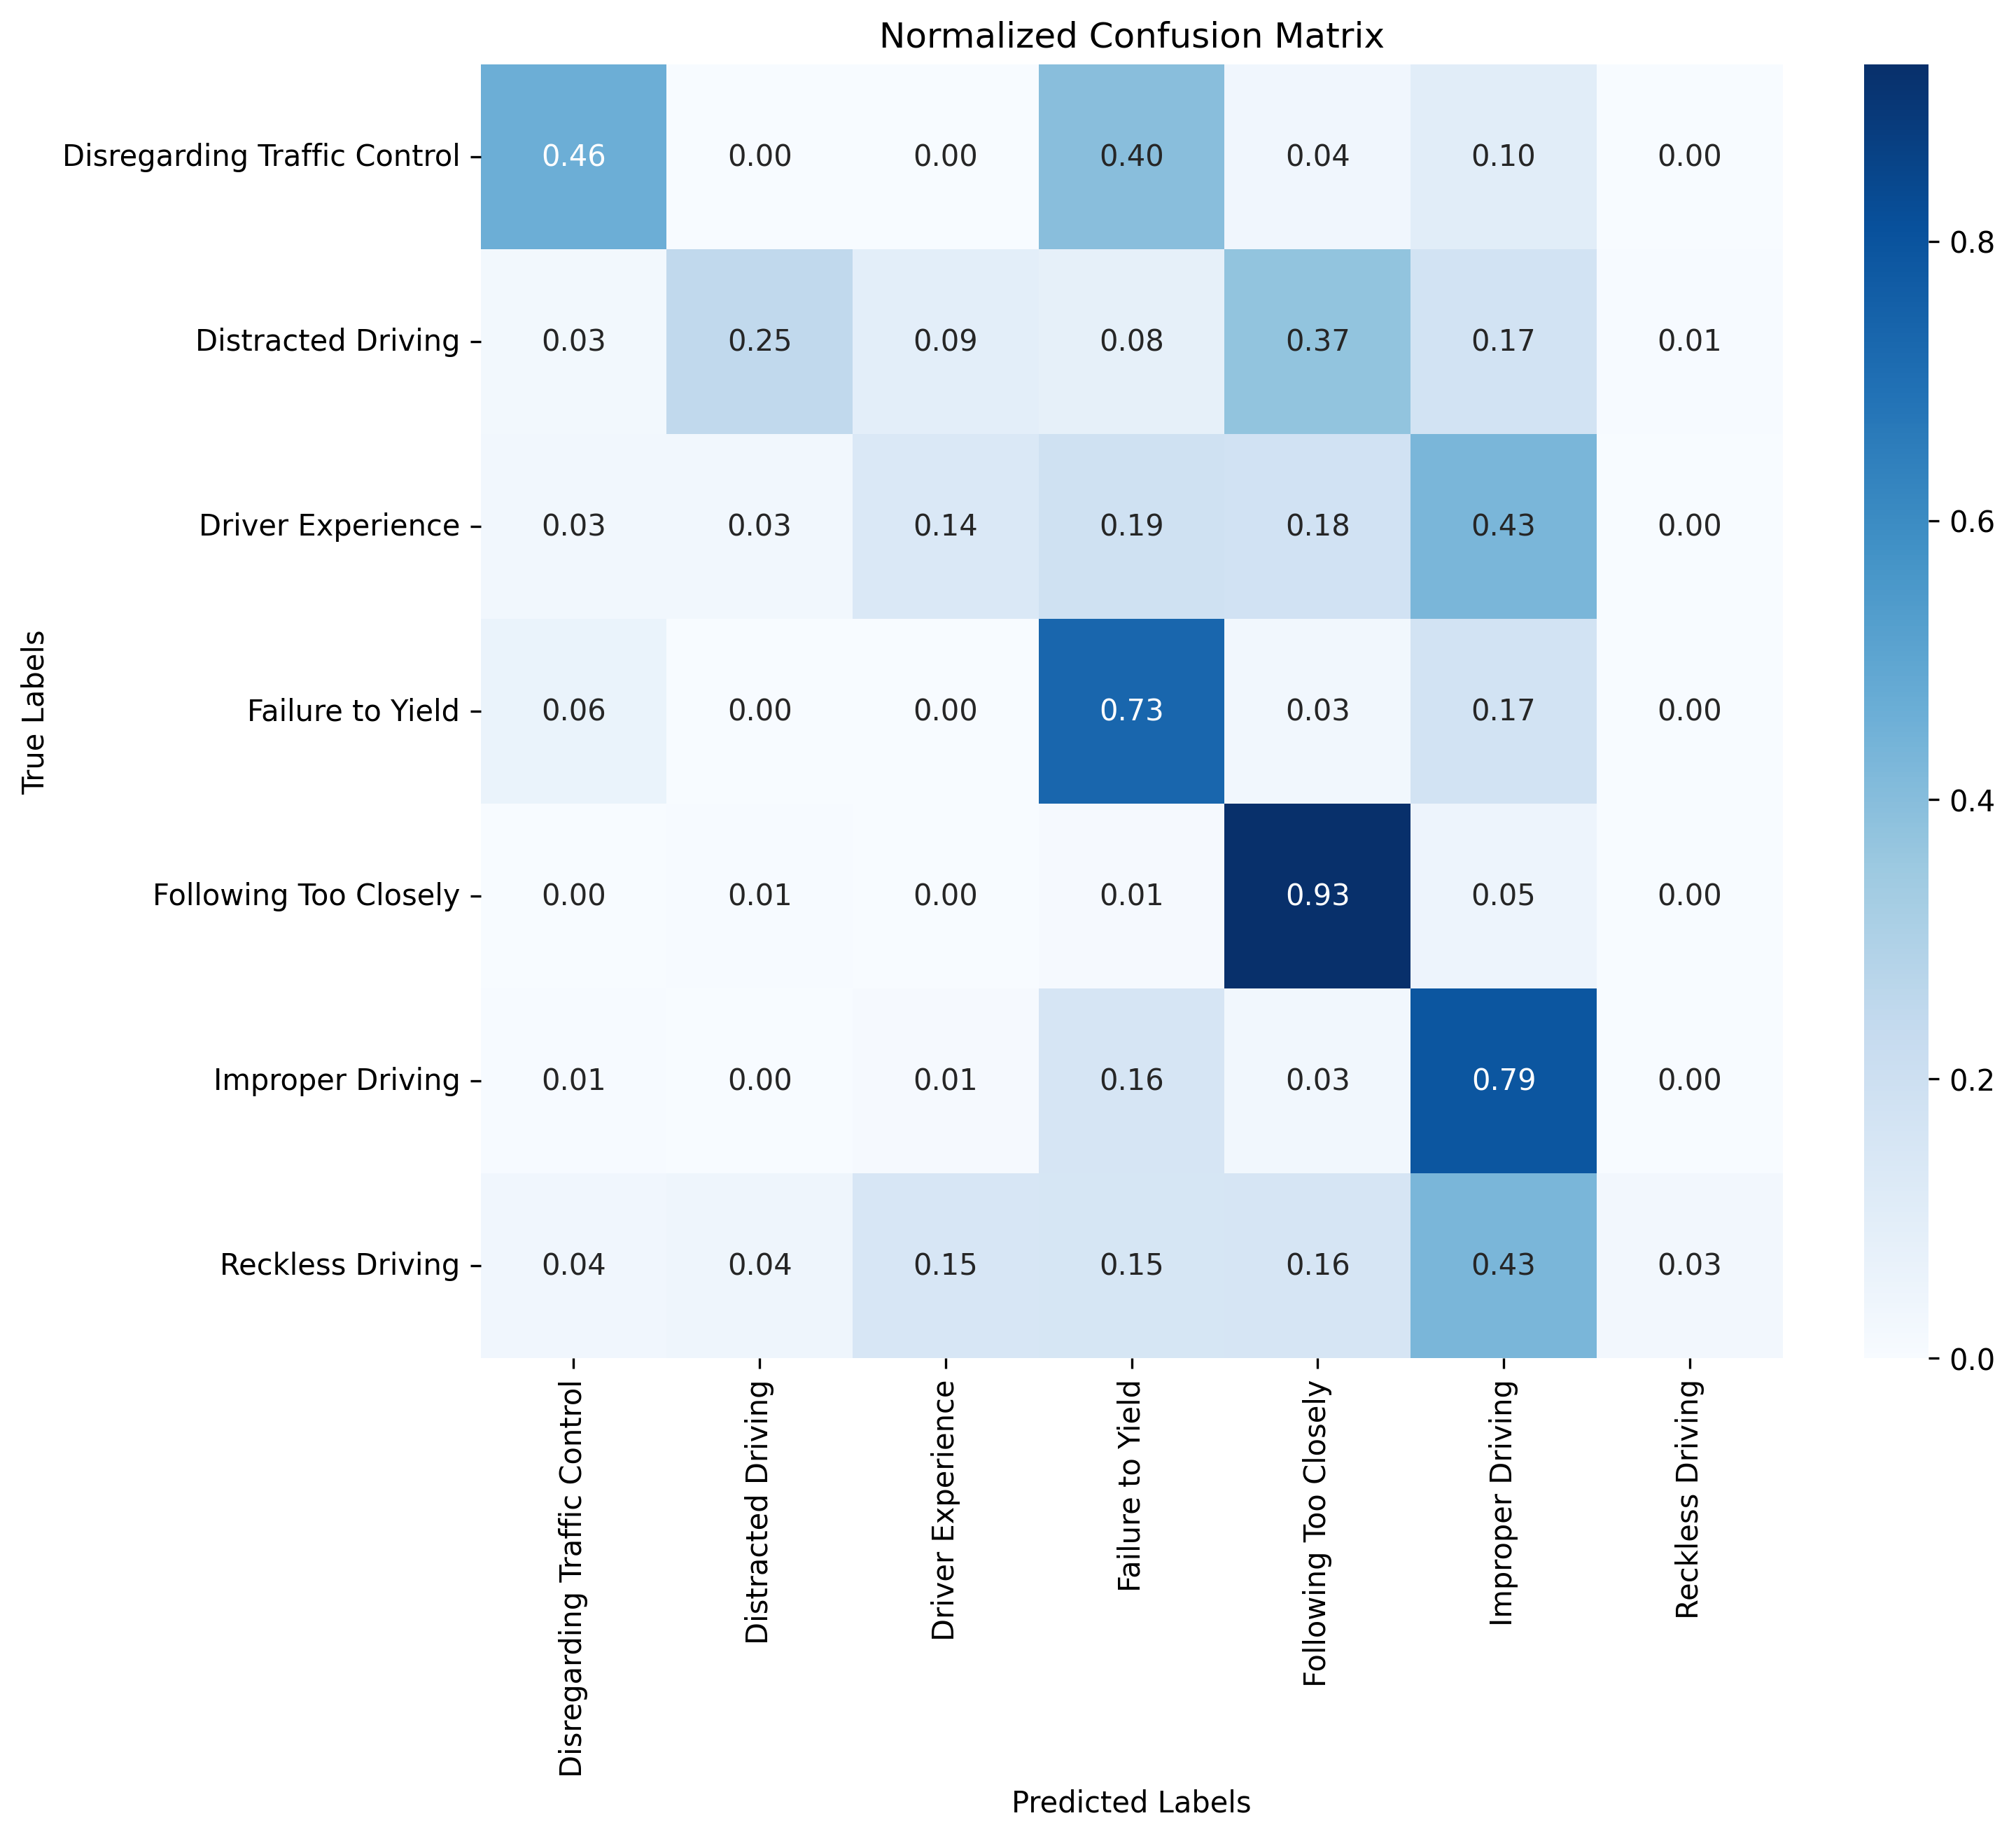 Normalized Confusion Matrix
Disregarding Traffic Control 0.46 0.00 0.00 0.40 0.04 0.10 0.00
Distracted Driving 0.03 0.25 0.09 0.08 0.37 0.17 0.01
Driver Experience 0.03 0.03 0.14 0.19 0.18 0.43 0.00
Failure to Yield 0.06 0.00 0.00 0.73 0.03 0.17 0.00
Following Too Closely 0.00 0.01 0.00 0.01 0.93 0.05 0.00
Improper Driving 0.01 0.00 0.01 0.16 0.03 0.79 0.00
Reckless Driving 0.04 0.04 0.15 0.15 0.16 0.43 0.03
True Labels
Disregarding Traffic Control
Distracted Driving
Driver Experience
Failure to Yield
Following Too Closely
Improper Driving
Reckless Driving
Predicted Labels
0.8
0.6
0.4
0.2
0.0